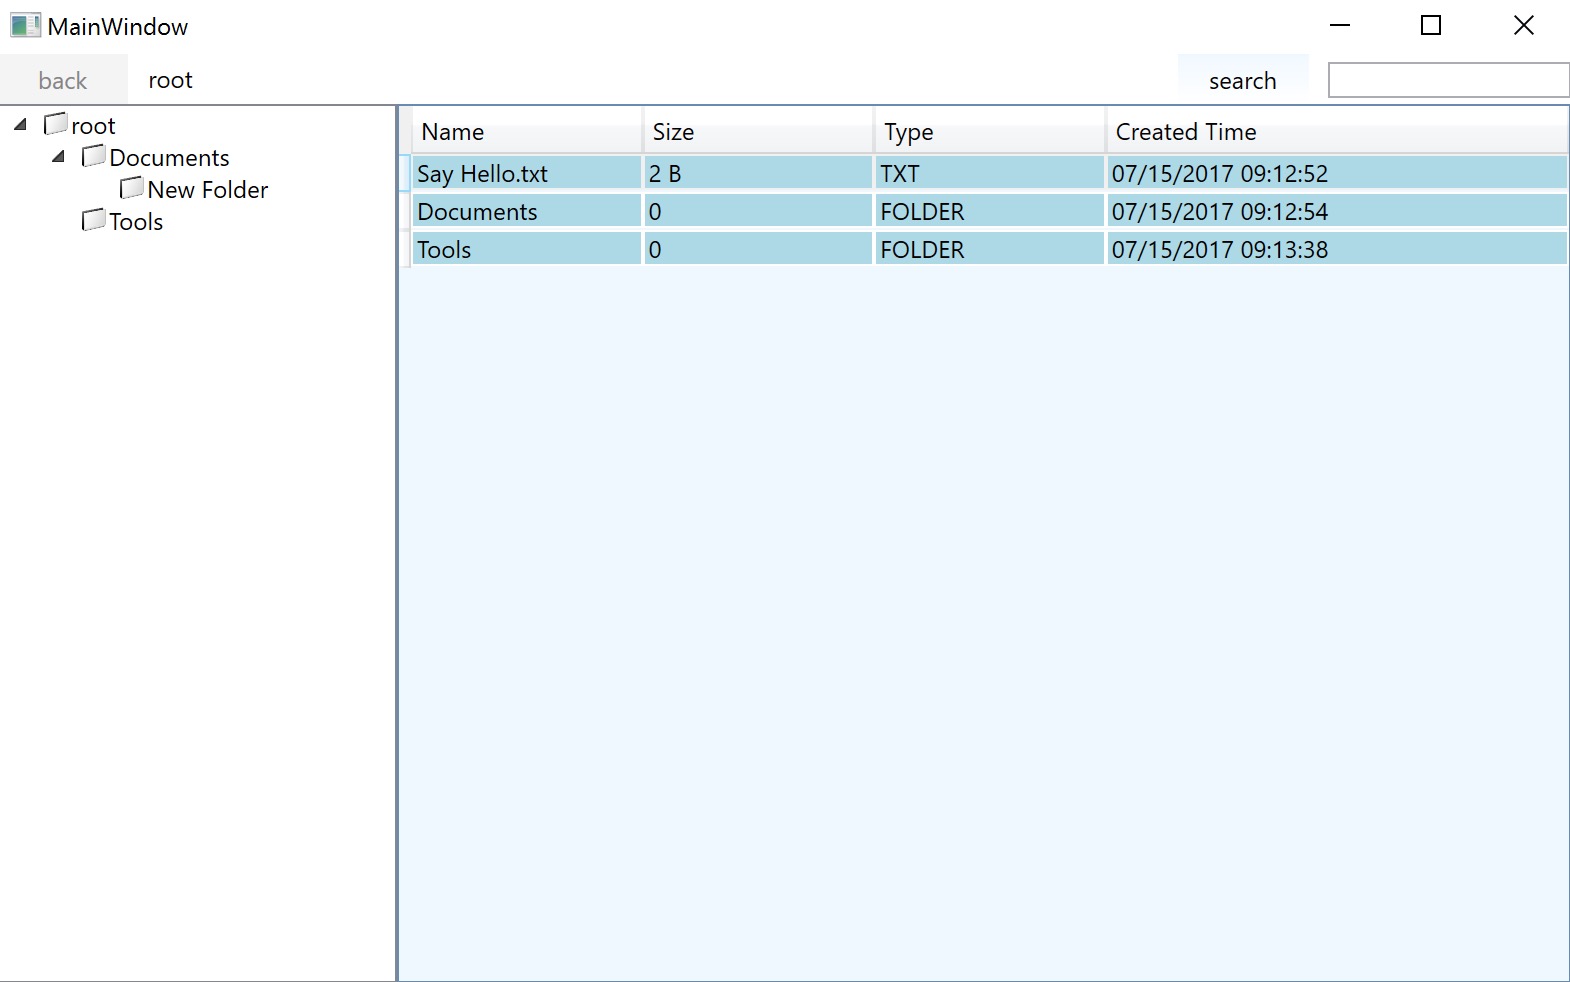 MainWindow
back root search
root
Documents
New Folder
Tools
Name Size Type Created Time
Say Hello.txt 2 B TXT 07/15/2017 09:12:52
Documents 0 FOLDER 07/15/2017 09:12:54
Tools 0 FOLDER 07/15/2017 09:13:38